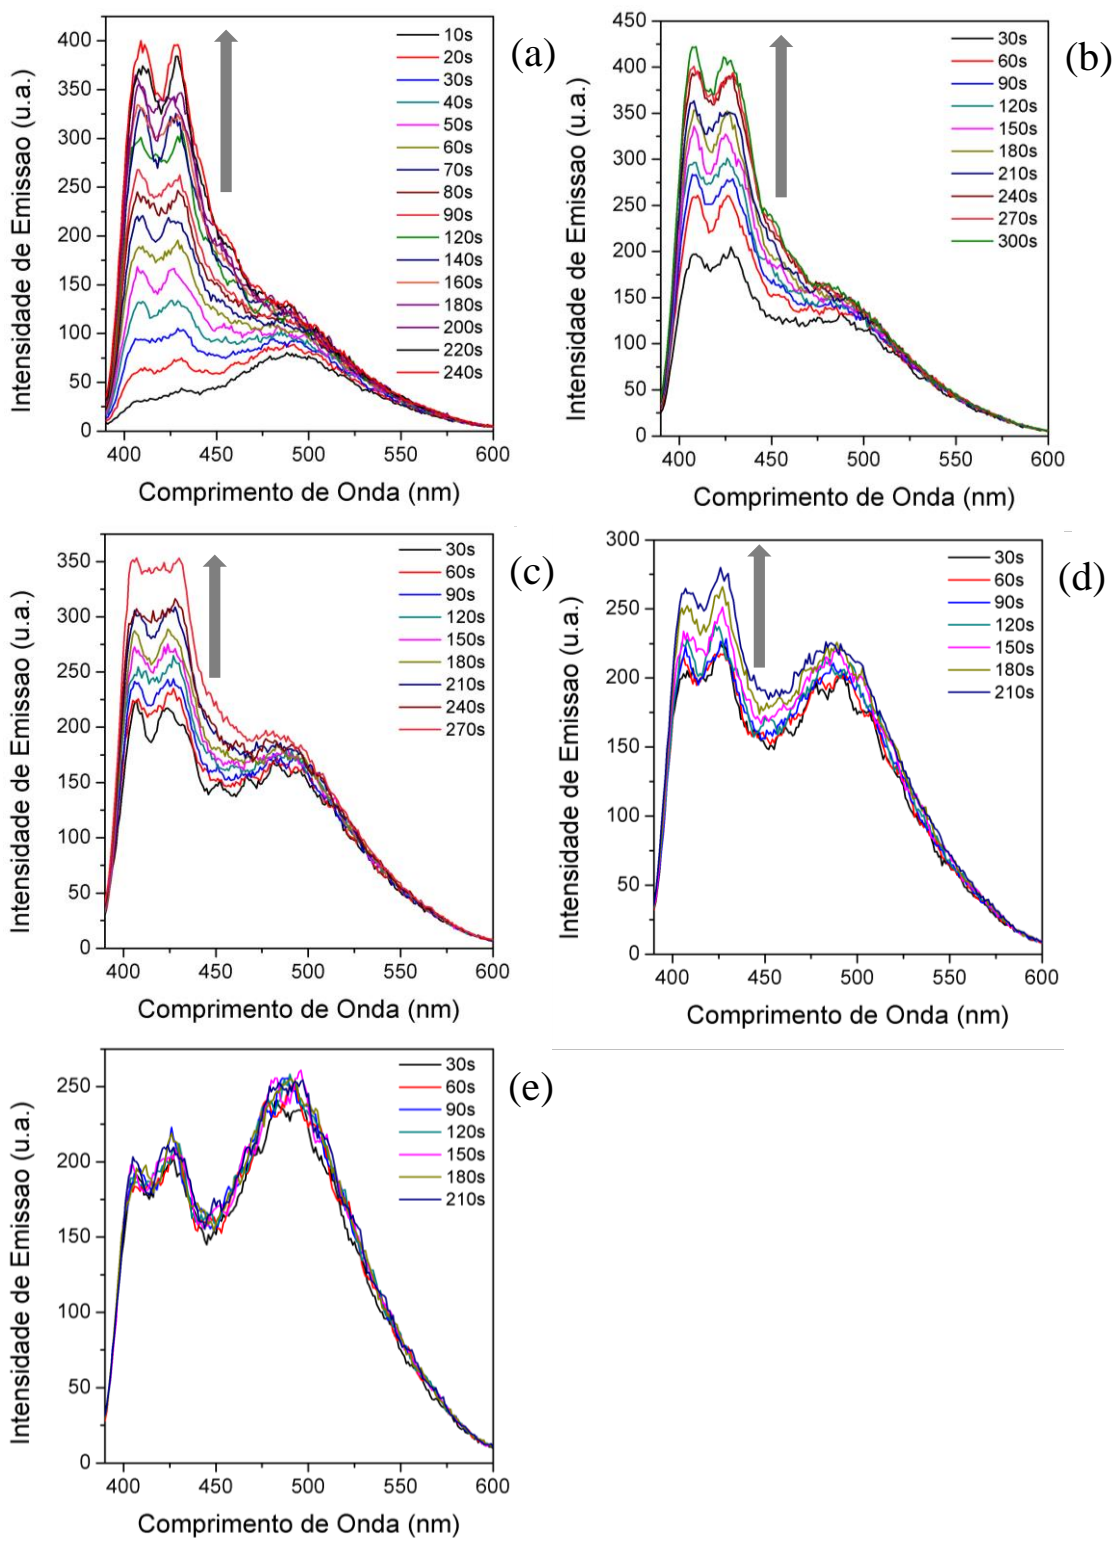 Intensidade de Emissao (u.a.)
400
350
300
250
200
150
100
50
0
10s
20s
30s
40s
50s
60s
70s
80s
90s
120s
140s
160s
180s
200s
220s
240s
(a)
400 450 500 550 600
Comprimento de Onda (nm)
Intensidade de Emissao (u.a.)
450
400
350
300
250
200
150
100
50
0
30s
60s
90s
120s
150s
180s
210s
240s
270s
300s
(b)
400 450 500 550 600
Comprimento de Onda (nm)
Intensidade de Emissao (u.a.)
350
300
250
200
150
100
50
0
30s
60s
90s
120s
150s
180s
210s
240s
270s
(c)
400 450 500 550 600
Comprimento de Onda (nm)
Intensidade de Emissao (u.a.)
300
250
200
150
100
50
0
30s
60s
90s
120s
150s
180s
210s
(d)
400 450 500 550 600
Comprimento de Onda (nm)
Intensidade de Emissao (u.a.)
250
200
150
100
50
0
30s
60s
90s
120s
150s
180s
210s
(e)
400 450 500 550 600
Comprimento de Onda (nm)